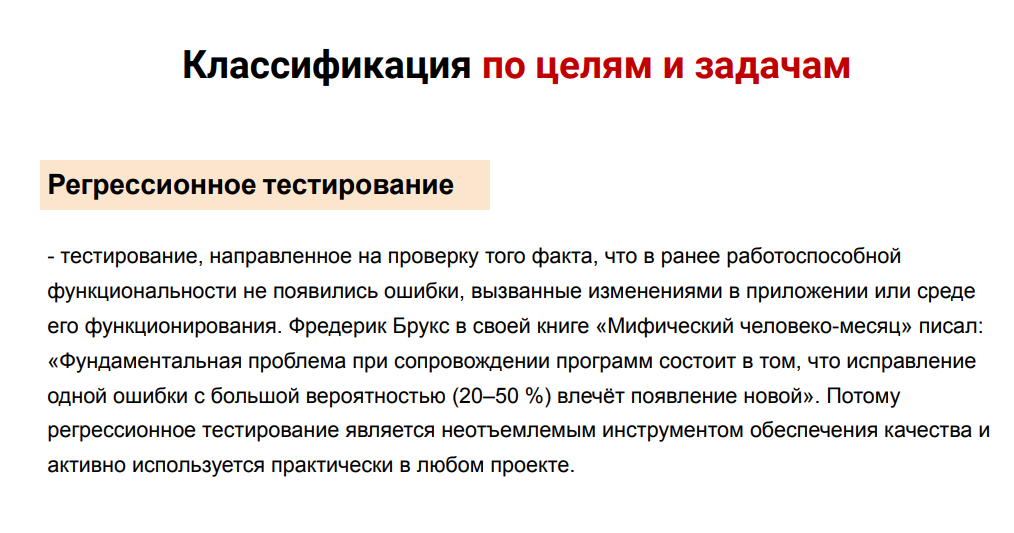 Классификация по целям и задачам
Регрессионное тестирование
- тестирование, направленное на проверку того факта, что в ранее работоспособной
функциональности не появились ошибки, вызванные изменениями в приложении или среде
его функционирования. Фредерик Брукс в своей книге «Мифический человеко-месяц» писал:
«Фундаментальная проблема при сопровождении программ состоит в том, что исправление
одной ошибки с большой вероятностью (20–50 %) влечёт появление новой». Потому
регрессионное тестирование является неотъемлемым инструментом обеспечения качества и
активно используется практически в любом проекте.